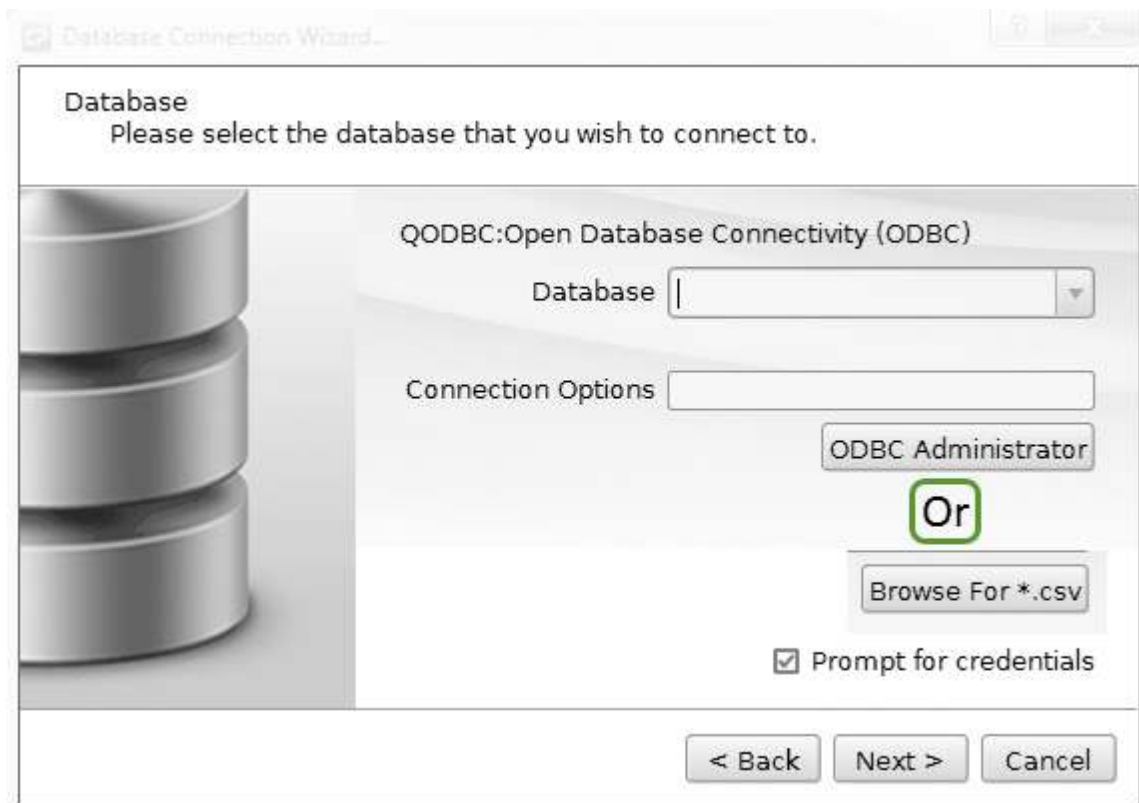 Database Connection Wizard...
Database
Please select the database that you wish to connect to.
QODBC:Open Database Connectivity (ODBC)
Database
Connection Options
ODBC Administrator
Or
Browse For *.csv
Prompt for credentials
< Back Next > Cancel